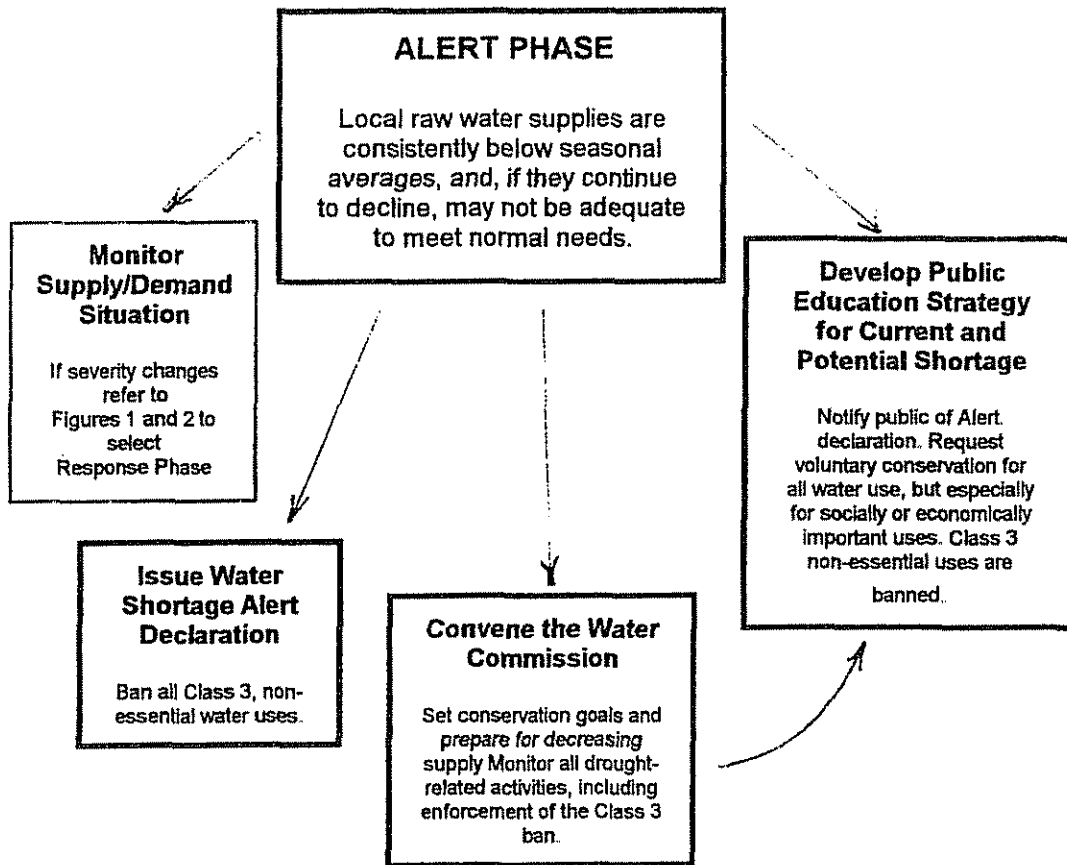 ALERT PHASE
Local raw water supplies are
consistently below seasonal
averages, and, if they continue
to decline, may not be adequate
to meet normal needs.
Monitor
Supply/Demand
Situation
If severity changes
refer to
Figures 1 and 2 to
select
Response Phase
Issue Water
Shortage Alert
Declaration
Ban all Class 3, non-
essential water uses.
Convene the Water
Commission
Set conservation goals and
prepare for decreasing
supply Monitor all drought-
related activities, including
enforcement of the Class 3
ban.
Develop Public
Education Strategy
for Current and
Potential Shortage
Notify public of Alert
declaration. Request
voluntary conservation for
all water use, but especially
for socially or economically
important uses. Class 3
non-essential uses are
banned.